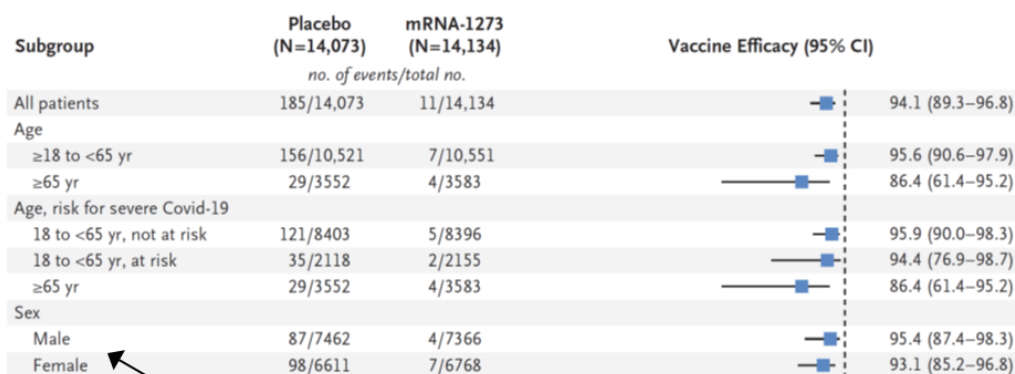 Subgroup Placebo (N=14,073) mRNA-1273 (N=14,134) Vaccine Efficacy (95% CI)
no. of events/total no.
All patients 185/14,073 11/14,134 94.1 (89.3–96.8)
Age
≥18 to <65 yr 156/10,521 7/10,551 95.6 (90.6–97.9)
≥65 yr 29/3552 4/3583 86.4 (61.4–95.2)
Age, risk for severe Covid-19
18 to <65 yr, not at risk 121/8403 5/8396 95.9 (90.0–98.3)
18 to <65 yr, at risk 35/2118 2/2155 94.4 (76.9–98.7)
≥65 yr 29/3552 4/3583 86.4 (61.4–95.2)
Sex
Male 87/7462 4/7366 95.4 (87.4–98.3)
Female 98/6611 7/6768 93.1 (85.2–96.8)